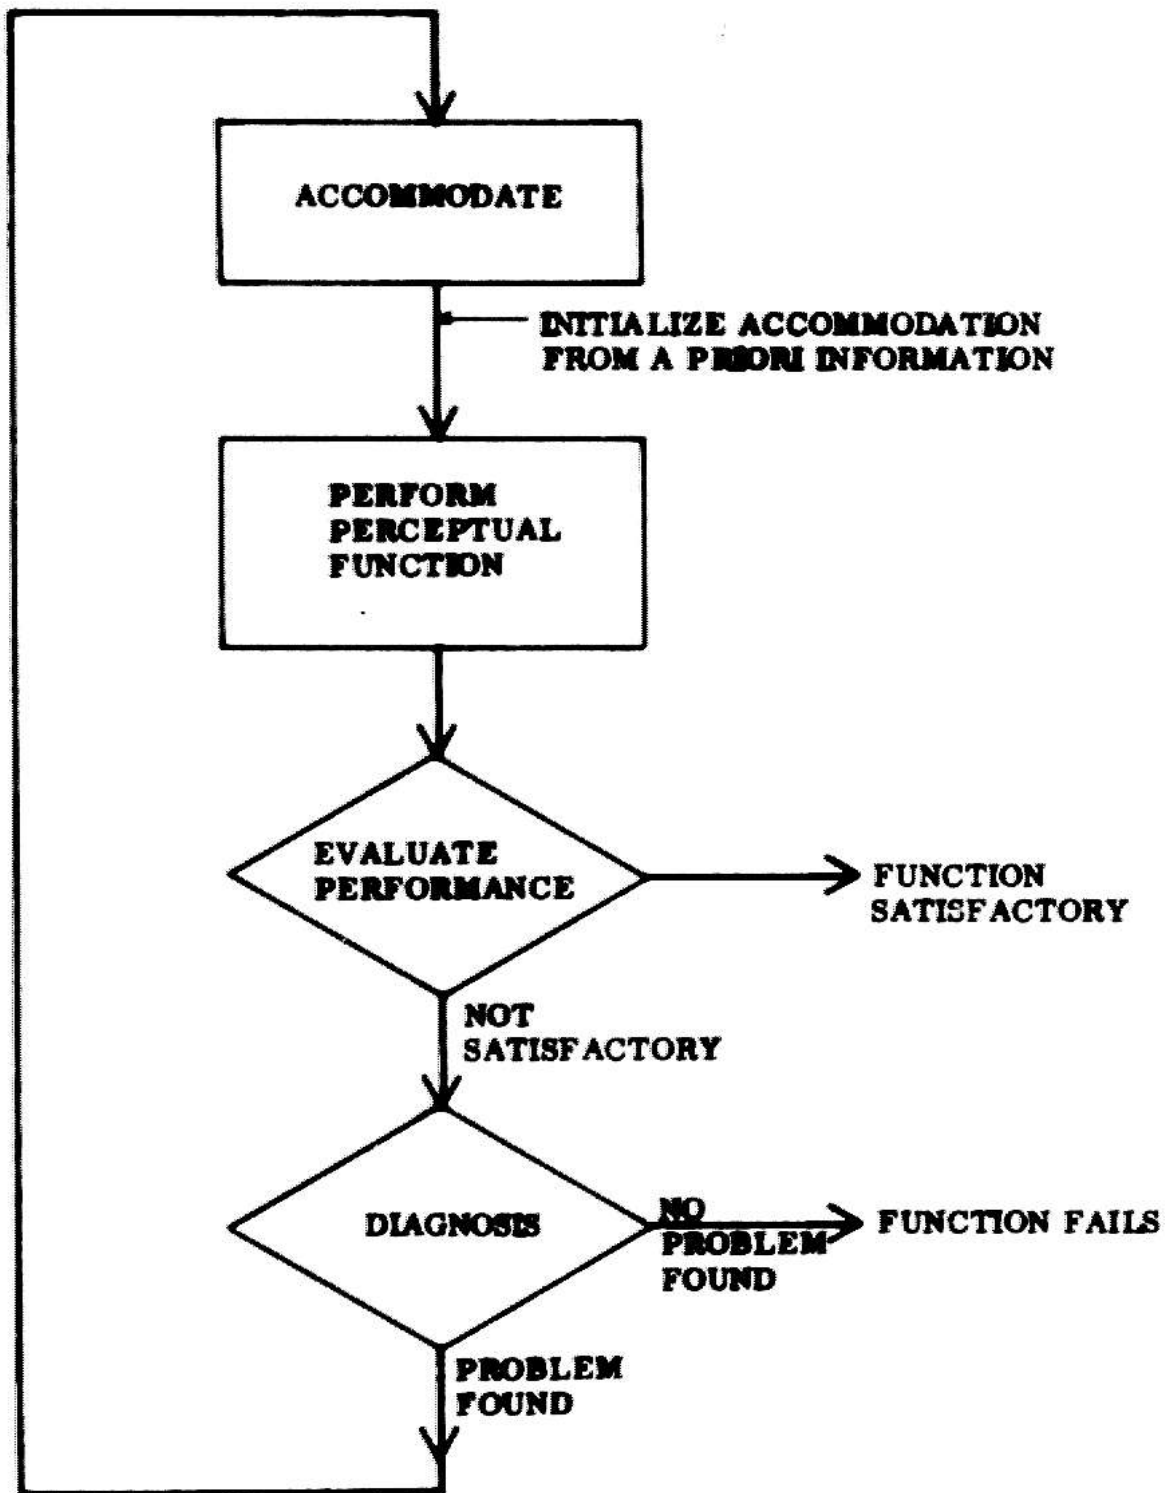 ACCOMMODATE
INITIALIZE ACCOMMODATION
FROM A PRIORI INFORMATION
PERFORM
PERCEPTUAL
FUNCTION
EVALUATE
PERFORMANCE
FUNCTION
SATISFACTORY
NOT
SATISFACTORY
DIAGNOSIS
NO
PROBLEM
FOUND
FUNCTION FAILS
PROBLEM
FOUND